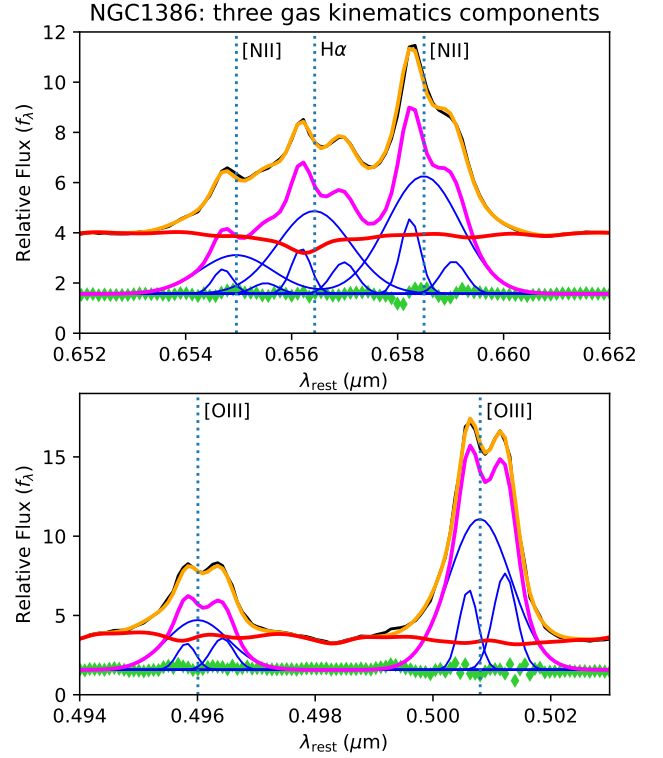 NGC1386: three gas kinematics components
12
10
8
6
4
2
0
Relative Flux (fλ)
[NII]
Hα
[NII]
0.652
0.654
0.656
0.658
0.660
0.662
λrest (μm)
15
10
5
0
Relative Flux (fλ)
[OIII]
[OIII]
0.494
0.496
0.498
0.500
0.502
λrest (μm)